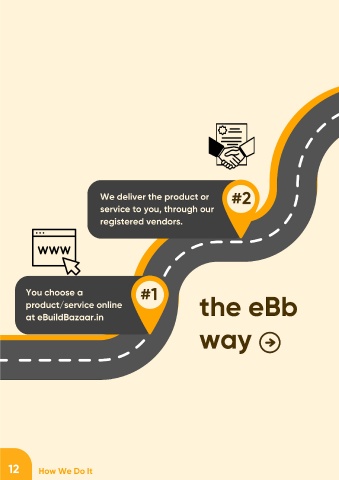 We deliver the product or
service to you, through our
registered vendors.
#2
www
You choose a
product/service online
at eBuildBazaar.in
#1
the eBb
way
12
How We Do It